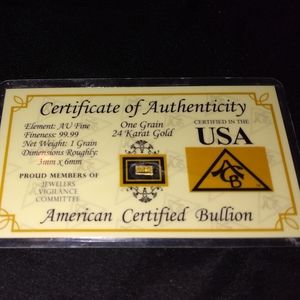 Certificate of Authenticity
Element: AU Fine
Fineness: 99.99
Net Weight: 1 Grain
Dimensions Roughly:
3mm x 6mm
One Grain
24 Karat Gold
CERTIFIED IN THE
USA
PROUD MEMBERS OF
JEWELERS
VIGILANCE
COMMITTEE
ACB
American Certified Bullion